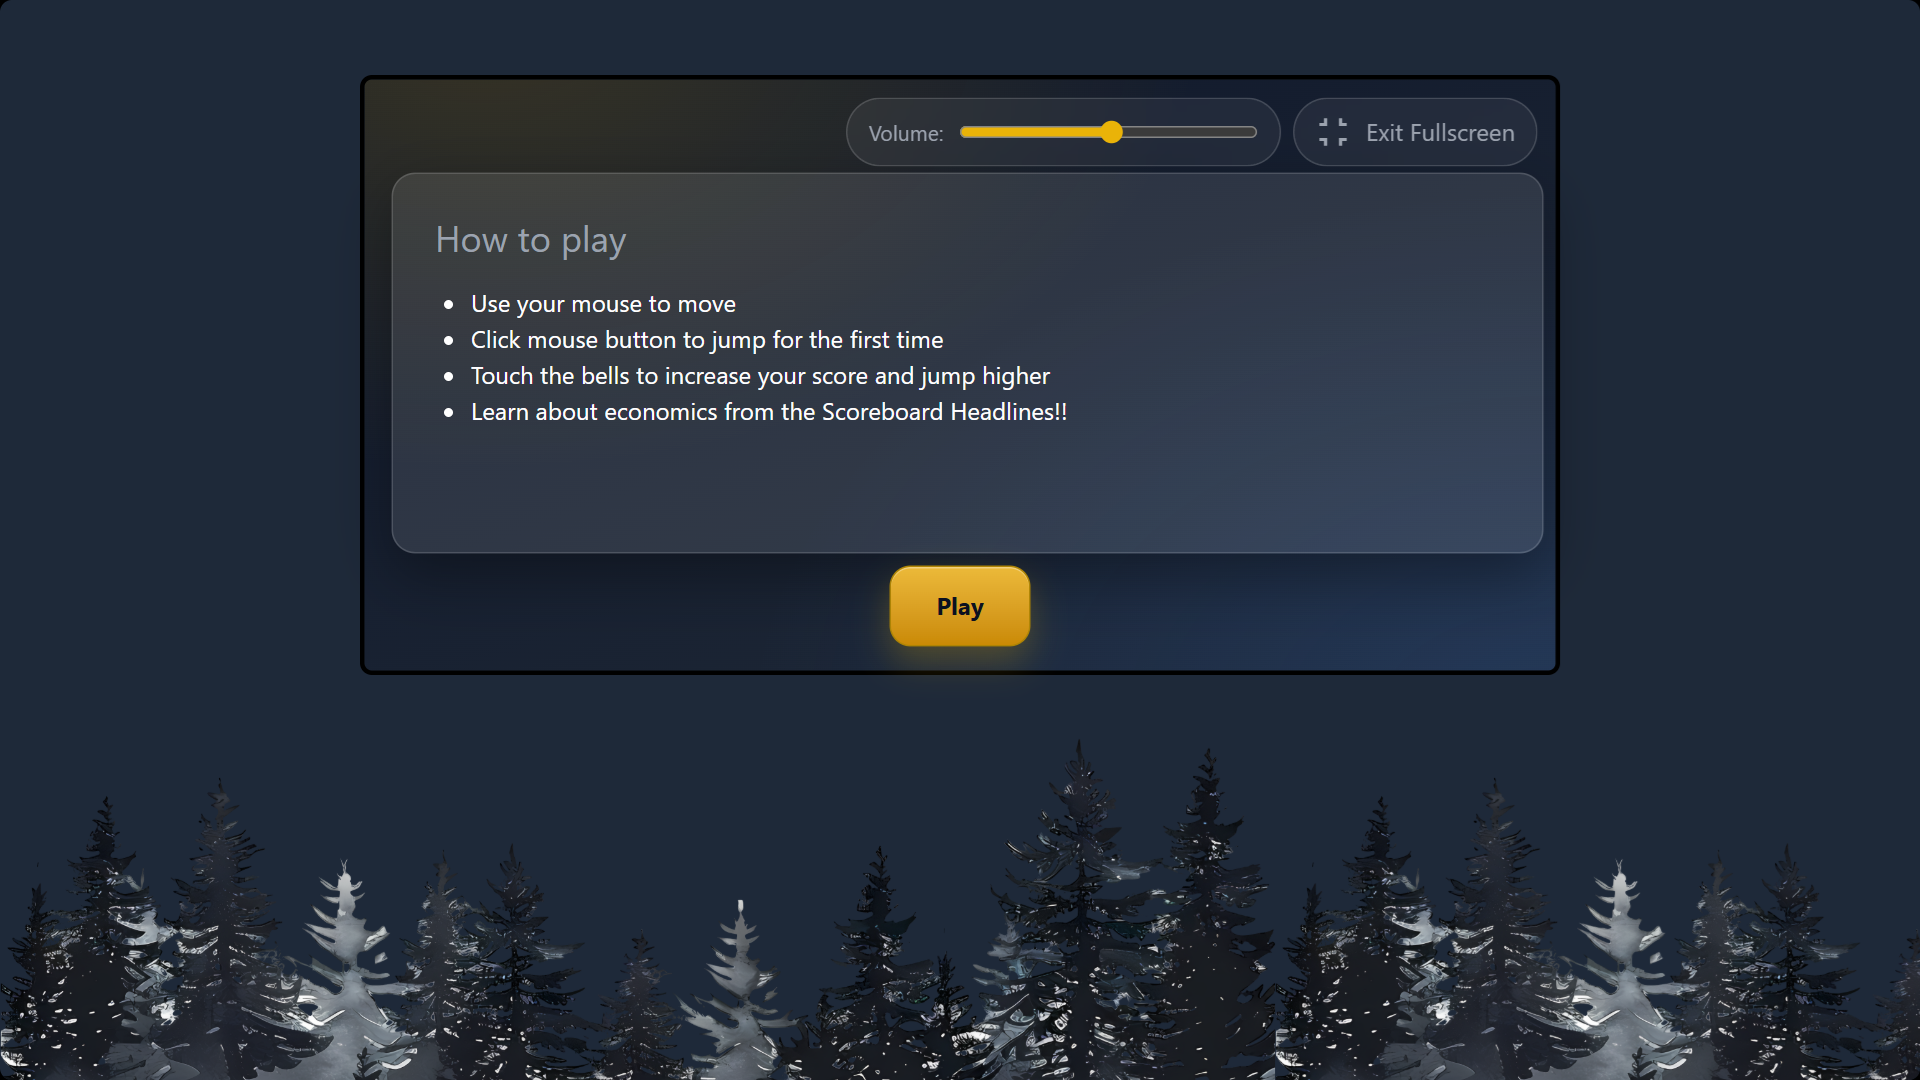 Volume:
Exit Fullscreen
How to play
Use your mouse to move
Click mouse button to jump for the first time
Touch the bells to increase your score and jump higher
Learn about economics from the Scoreboard Headlines!!
Play